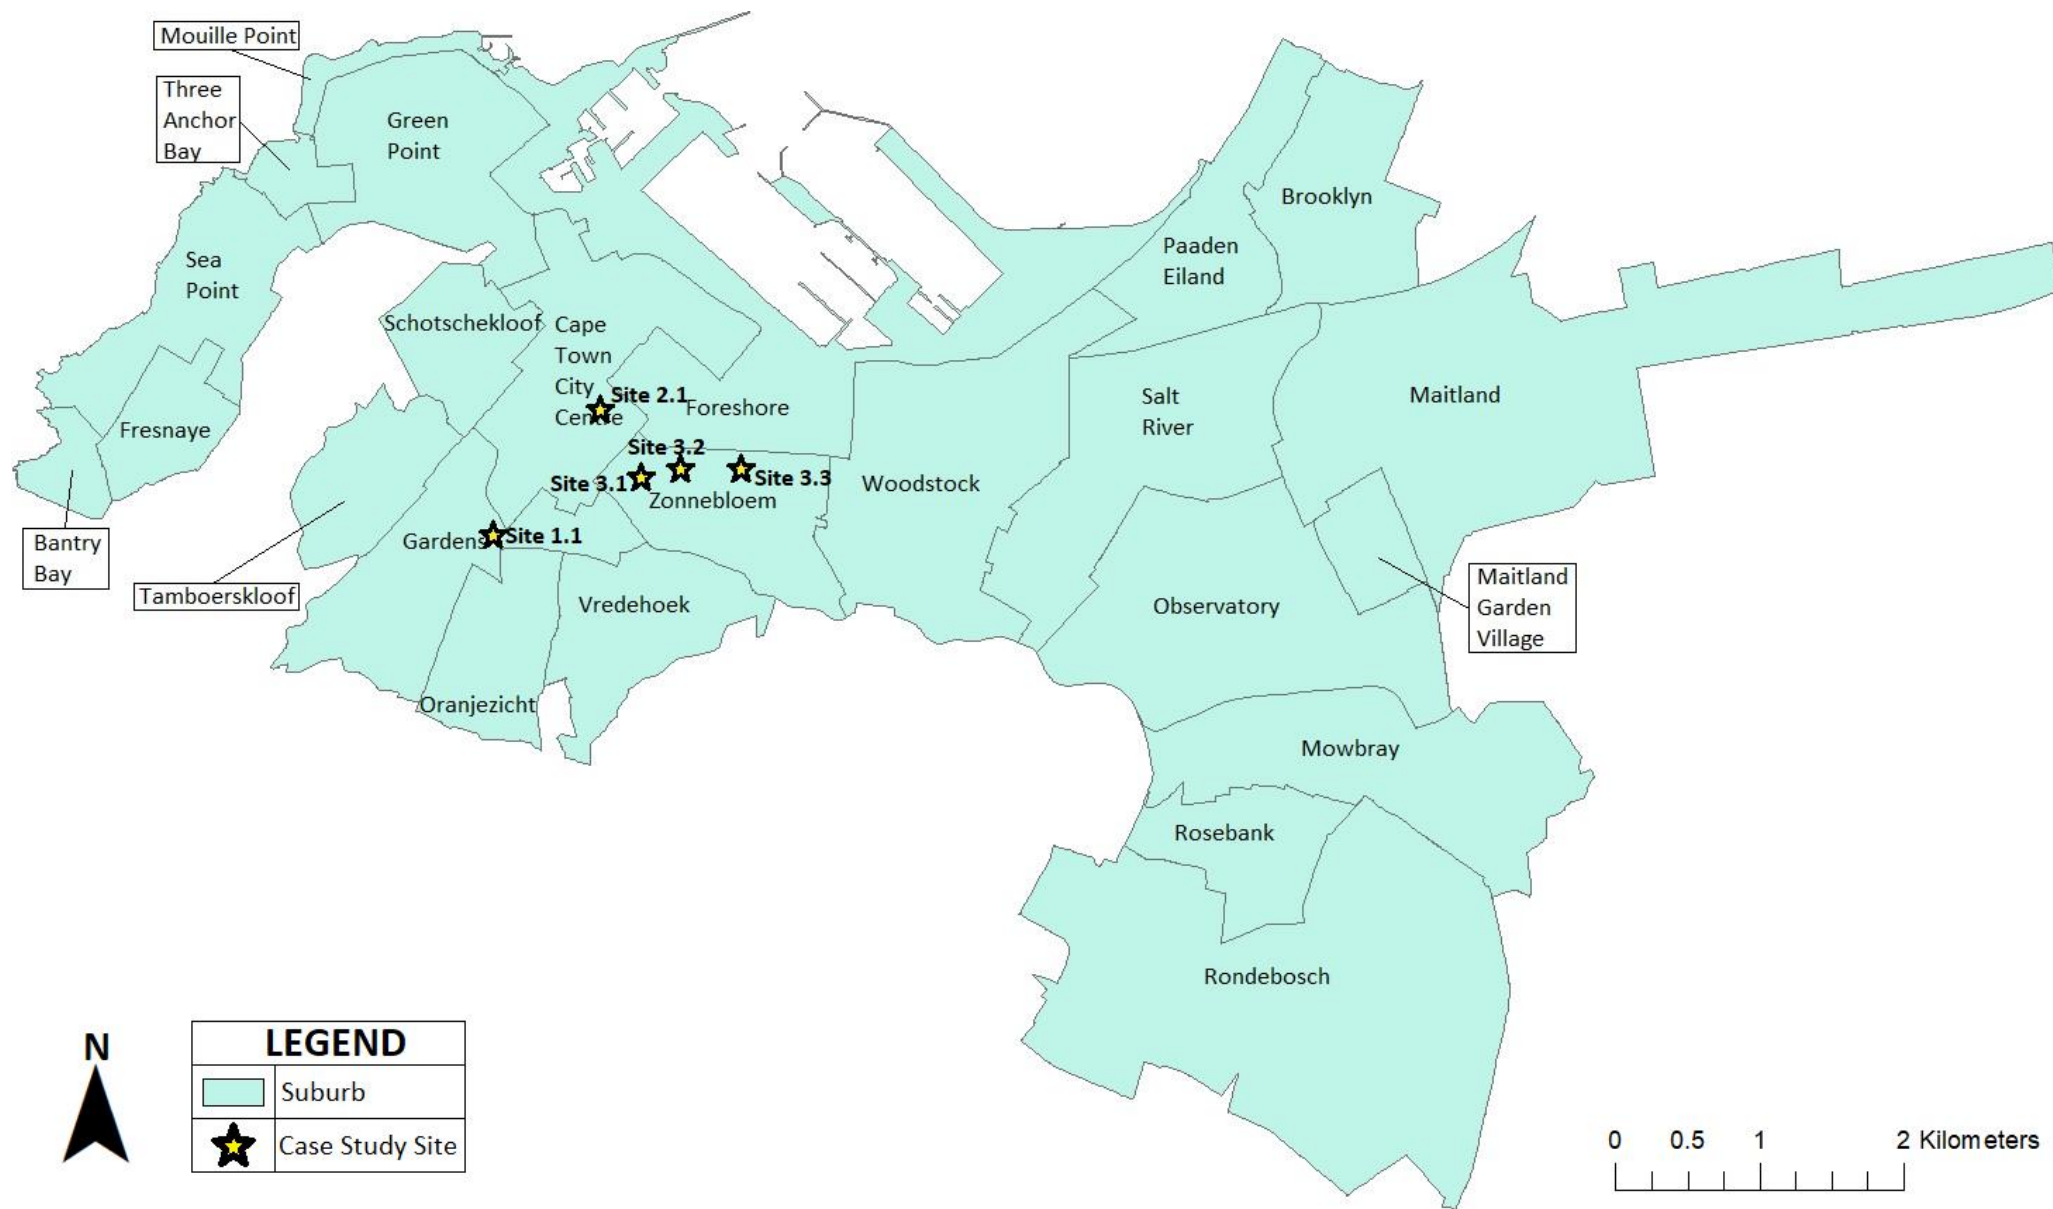 Mouille Point
Three
Anchor
Bay
Green
Point
Sea
Point
Fresnaye
Bantry
Bay
Tamboerskloof
Schotschekloof
Cape
Town
City
Centre
Site 2.1
Foreshore
Site 3.2
Site 3.1
Site 3.3
Zonnebloem
Gardens
Site 1.1
Vredehoek
Oranjezicht
Woodstock
Paaden
Eiland
Brooklyn
Salt
River
Maitland
Observatory
Maitland
Garden
Village
Mowbray
Rosebank
Rondebosch
N
LEGEND
Suburb
Case Study Site
0 0.5 1 2 Kilometers